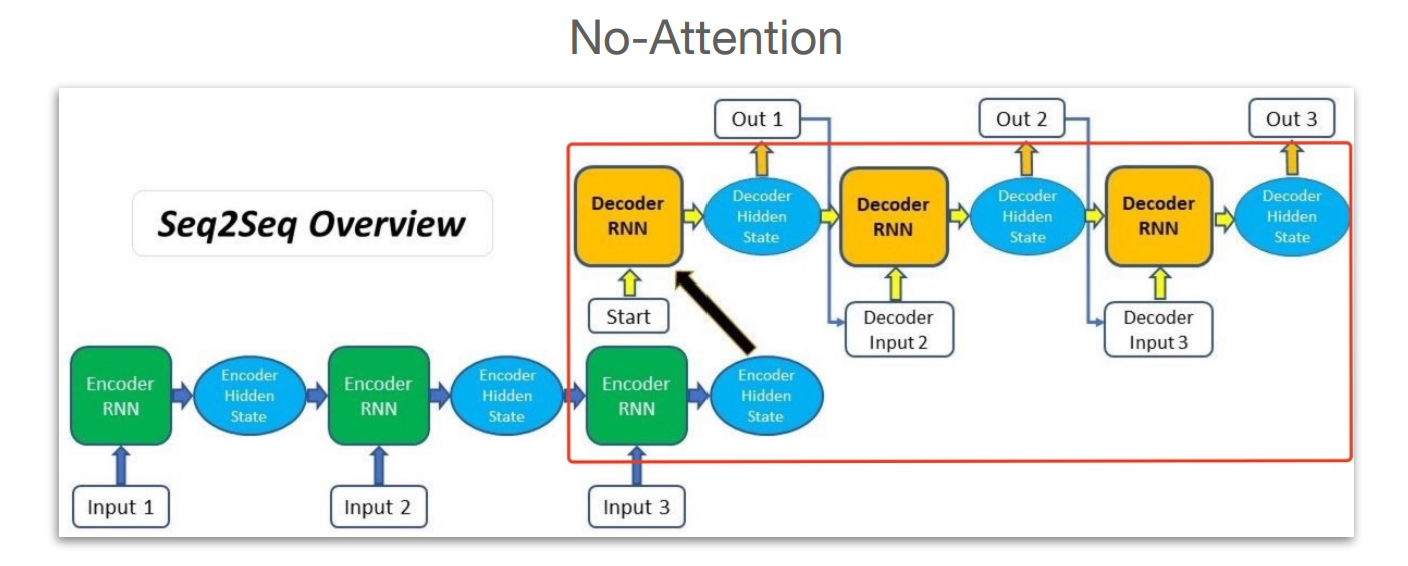 No-Attention
Out 1
Out 2
Out 3
Seq2Seq Overview
Decoder
RNN
Decoder
Hidden
State
Decoder
RNN
Decoder
Hidden
State
Decoder
RNN
Decoder
Hidden
State
Start
Decoder
Input 2
Decoder
Input 3
Encoder
RNN
Encoder
Hidden
State
Encoder
RNN
Encoder
Hidden
State
Encoder
RNN
Encoder
Hidden
State
Input 1
Input 2
Input 3